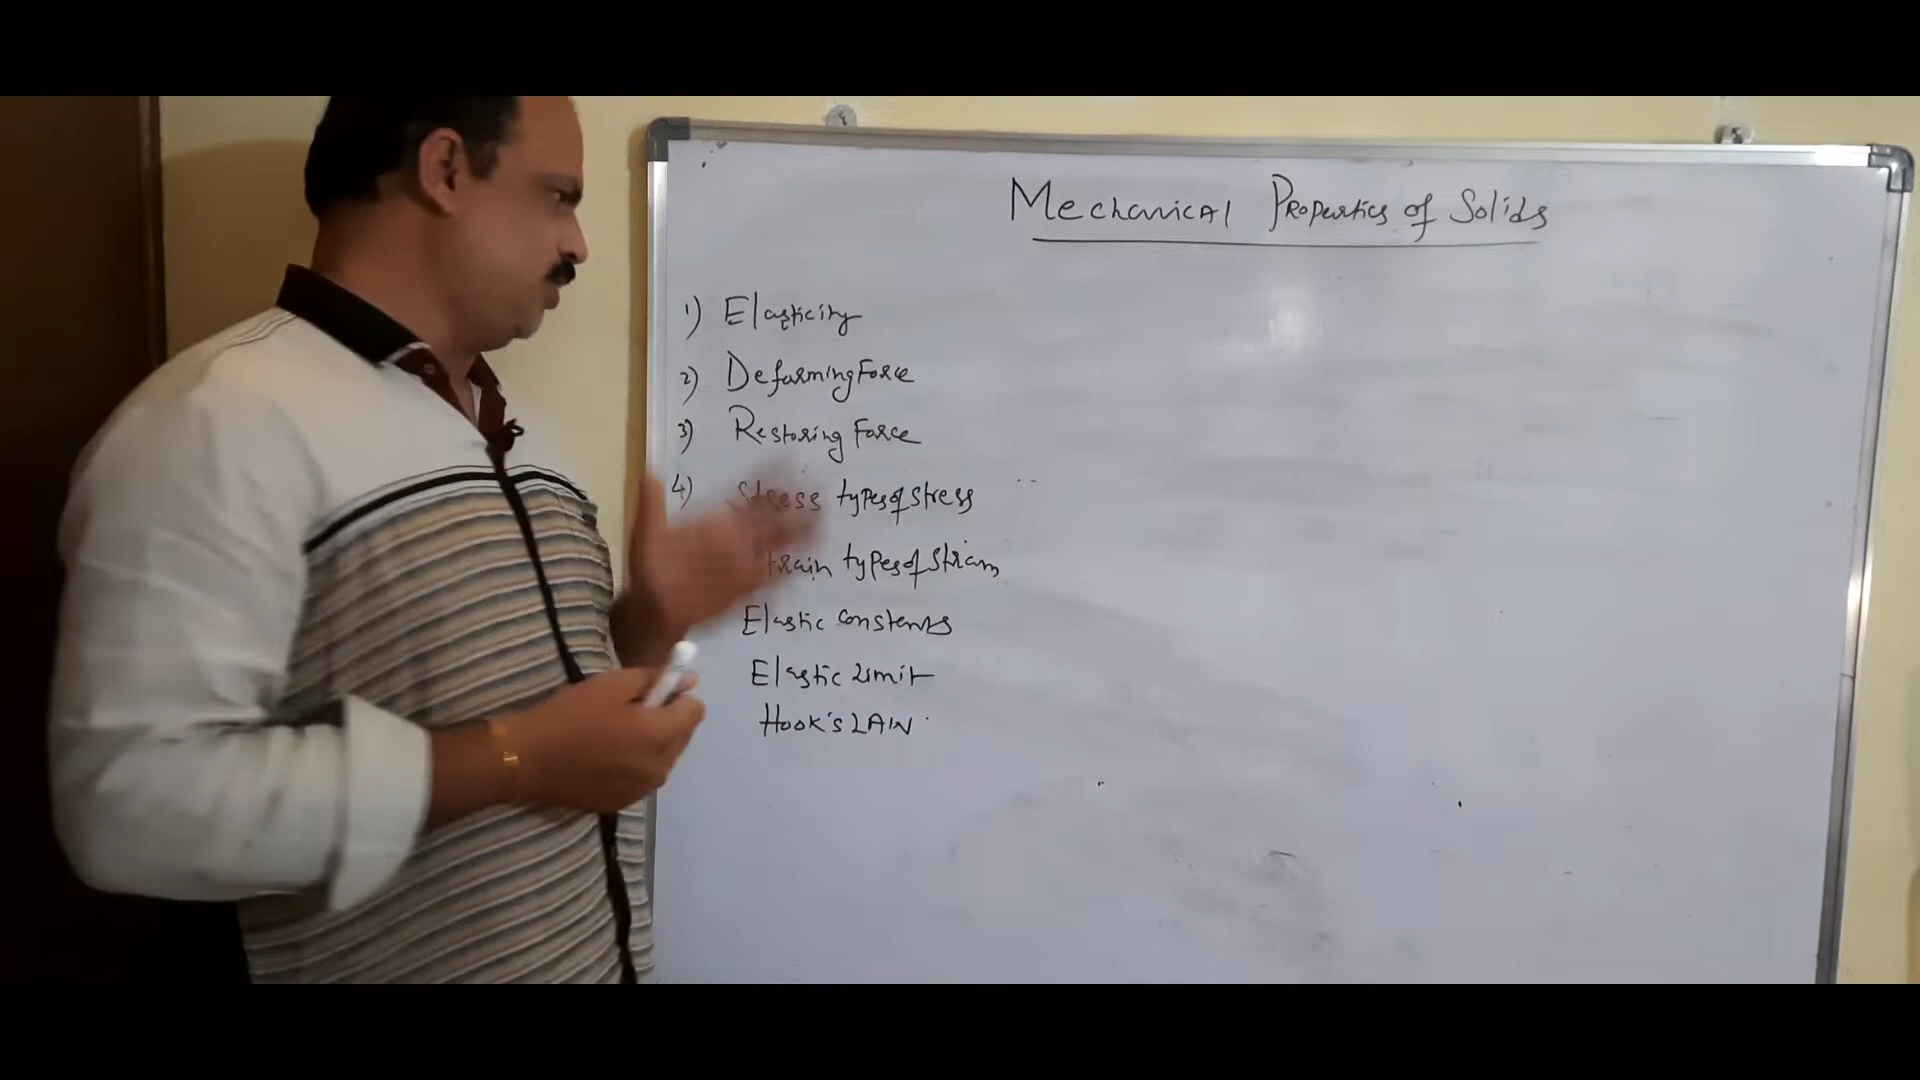 Mechanical Properties of Solids
1) Elasticity
2) Deforming Force
3) Restoring Force
4) Stress types of stress
train types of strain
Elastic constants
Elastic Limit
Hook's LAW